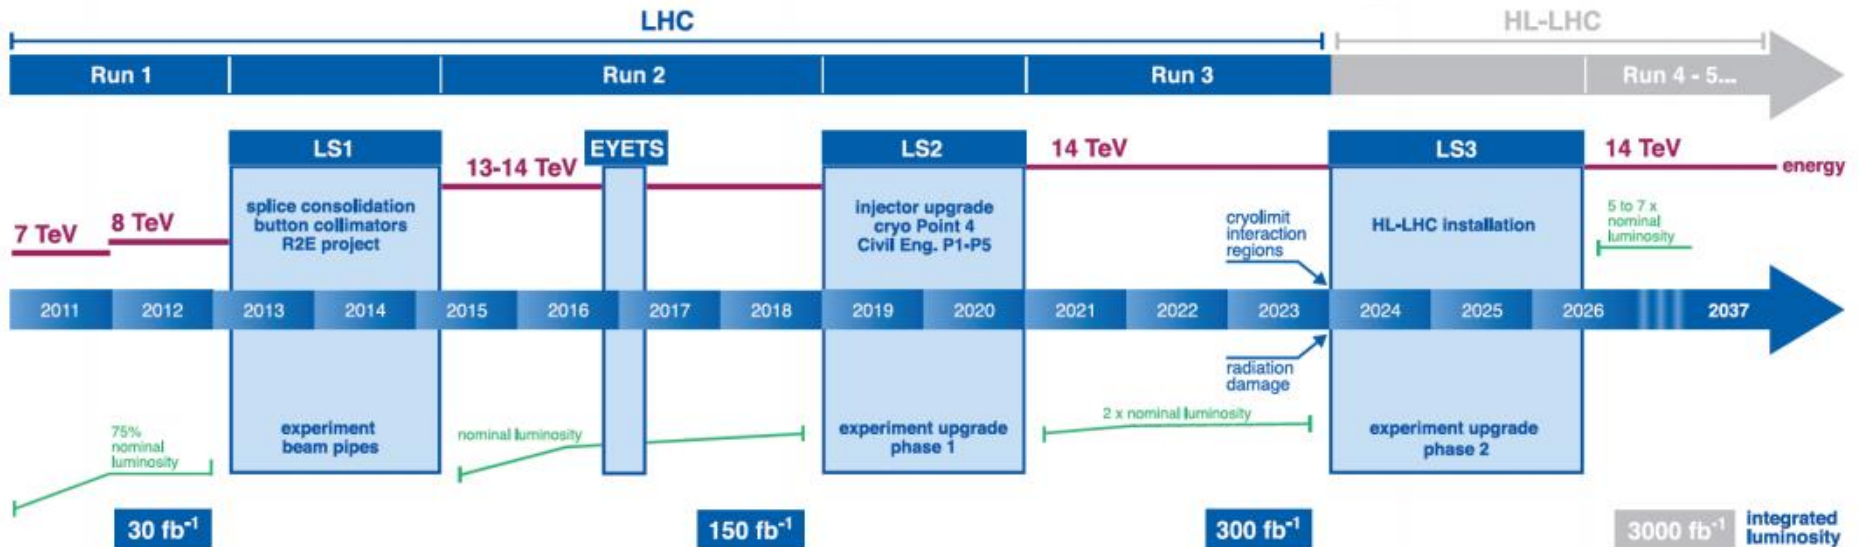 LHC
HL-LHC
Run 1
Run 2
Run 3
Run 4 - 5...
LS1
EYETS
LS2
LS3
7 TeV
8 TeV
13-14 TeV
14 TeV
14 TeV
energy
splice consolidation
button collimators
R2E project
injector upgrade
cryo Point 4
Civil Eng. P1-P5
cryolimit
interaction
regions
HL-LHC installation
5 to 7 x
nominal
luminosity
2011
2012
2013
2014
2015
2016
2017
2018
2019
2020
2021
2022
2023
2024
2025
2026
2037
radiation
damage
75%
nominal
luminosity
experiment
beam pipes
nominal luminosity
experiment upgrade
phase 1
2 x nominal luminosity
experiment upgrade
phase 2
30 fb⁻¹
150 fb⁻¹
300 fb⁻¹
3000 fb⁻¹
integrated
luminosity